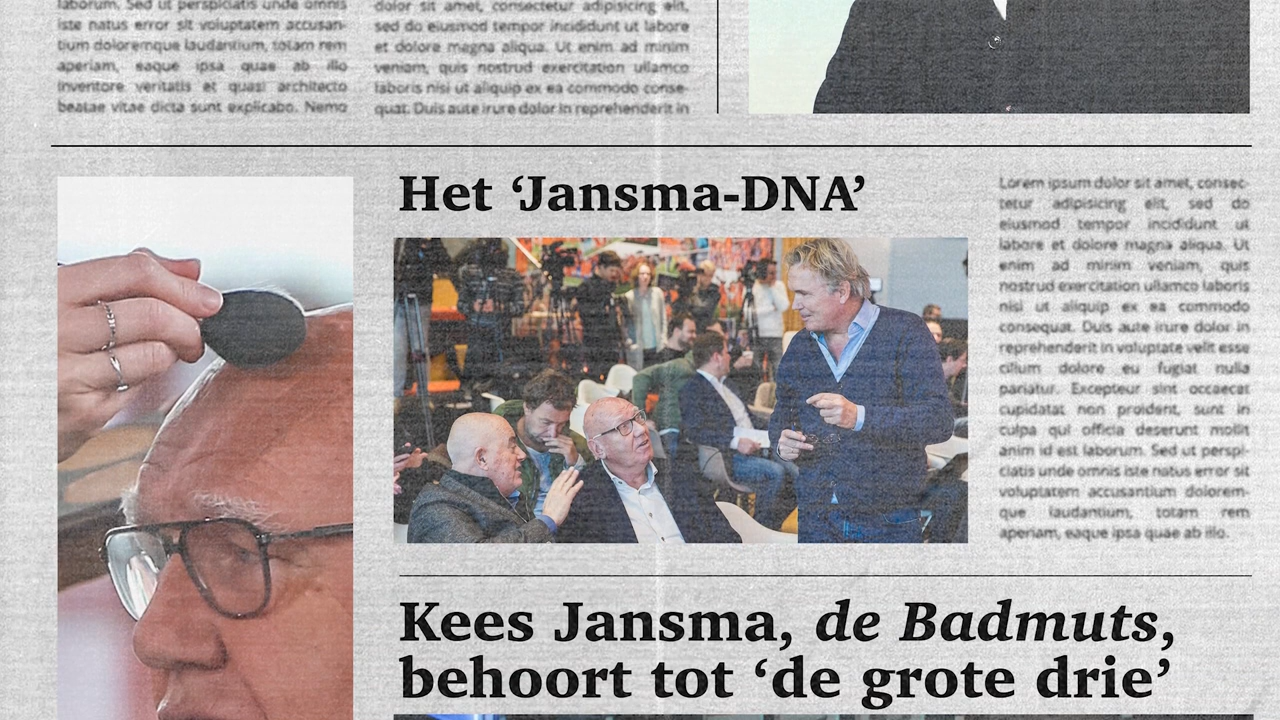 laborum. Sed ut perspiciatis unde omnis
iste natus error sit voluptatem accusan-
tium doloremque laudantium, totam rem
aperiam, eaque ipsa quae ab illo
inventore veritatis et quasi architecto
beatae vitae dicta sunt explicabo. Nemo
dolor sit amet, consectetur adipisicing elit,
sed do eiusmod tempor incididunt ut labore
et dolore magna aliqua. Ut enim ad minim
veniam, quis nostrud exercitation ullamco
laboris nisi ut aliquip ex ea commodo conse-
quat. Duis aute irure dolor in reprehenderit in
Het ‘Jansma-DNA’
Lorem ipsum dolor sit amet, consec-
tetur adipisicing elit, sed do
eiusmod tempor incididunt ut
labore et dolore magna aliqua. Ut
enim ad minim veniam, quis
nostrud exercitation ullamco laboris
nisi ut aliquip ex ea commodo
consequat. Duis aute irure dolor in
reprehenderit in voluptate velit esse
cillum dolore eu fugiat nulla
pariatur. Excepteur sint occaecat
cupidatat non proident, sunt in
culpa qui officia deserunt mollit
anim id est laborum. Sed ut perspi-
ciatis unde omnis iste natus error sit
voluptatem accusantium dolorem-
que laudantium, totam rem
aperiam, eaque ipsa quae ab illo.
Kees Jansma, de Badmuts,
behoort tot ‘de grote drie’